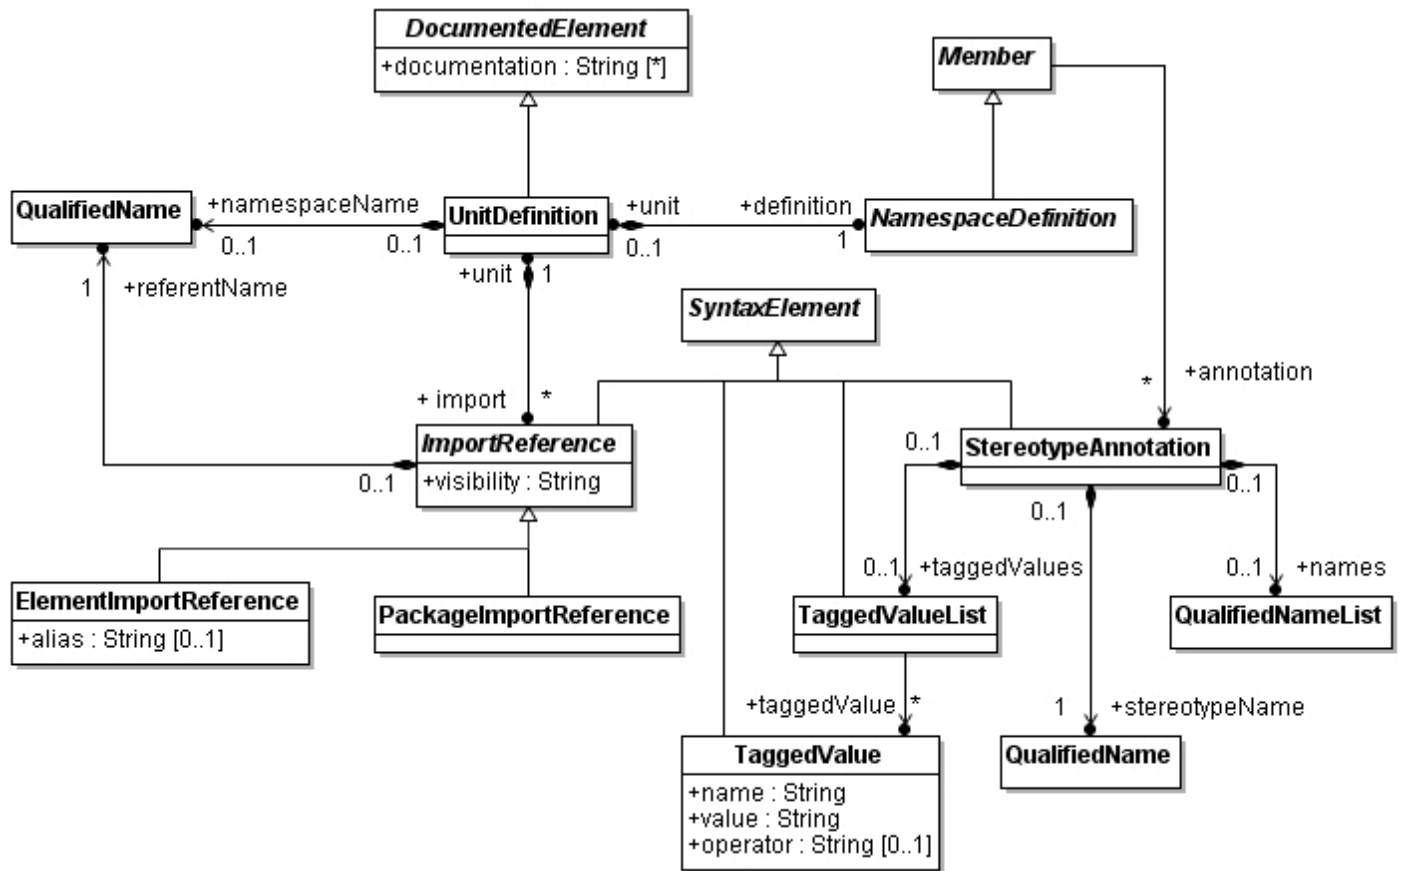 DocumentedElement
+documentation : String [*]
Member
QualifiedName
+namespaceName
0..1
0..1
UnitDefinition
+unit
0..1
+definition
1
NamespaceDefinition
1
+referentName
+unit
1
SyntaxElement
+ import
*
*
+annotation
ImportReference
+visibility : String
0..1
0..1
StereotypeAnnotation
0..1
0..1
0..1
+taggedValues
0..1
+names
ElementImportReference
+alias : String [0..1]
PackageImportReference
TaggedValueList
QualifiedNameList
+taggedValue
*
1
+stereotypeName
TaggedValue
+name : String
+value : String
+operator : String [0..1]
QualifiedName